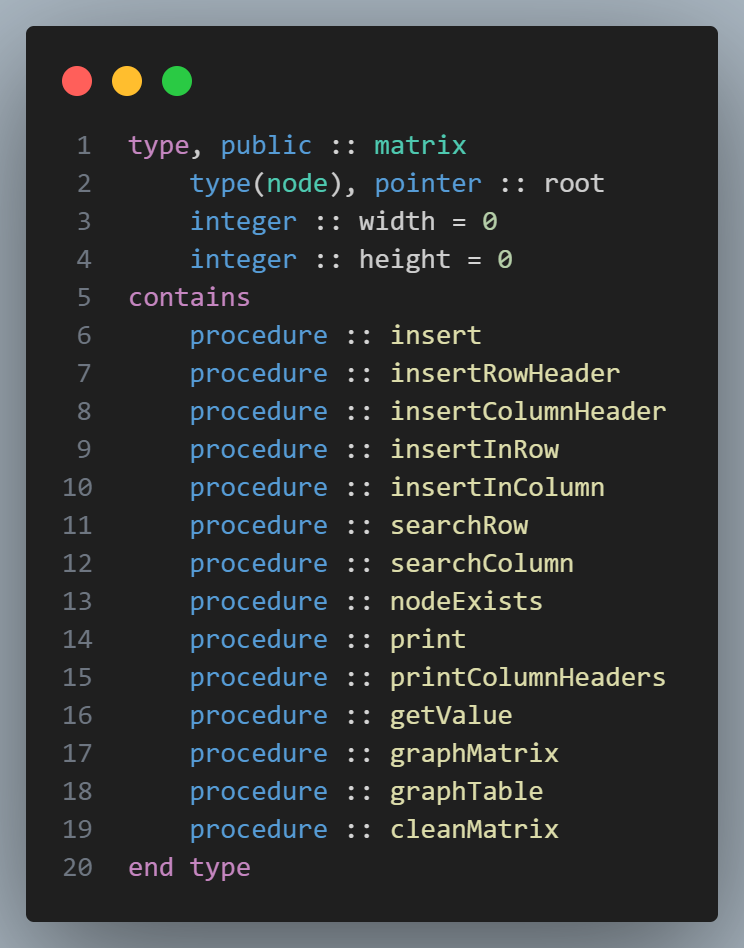 1 type, public :: matrix
2     type(node), pointer :: root
3     integer :: width = 0
4     integer :: height = 0
5 contains
6     procedure :: insert
7     procedure :: insertRowHeader
8     procedure :: insertColumnHeader
9     procedure :: insertInRow
10     procedure :: insertInColumn
11     procedure :: searchRow
12     procedure :: searchColumn
13     procedure :: nodeExists
14     procedure :: print
15     procedure :: printColumnHeaders
16     procedure :: getValue
17     procedure :: graphMatrix
18     procedure :: graphTable
19     procedure :: cleanMatrix
20 end type